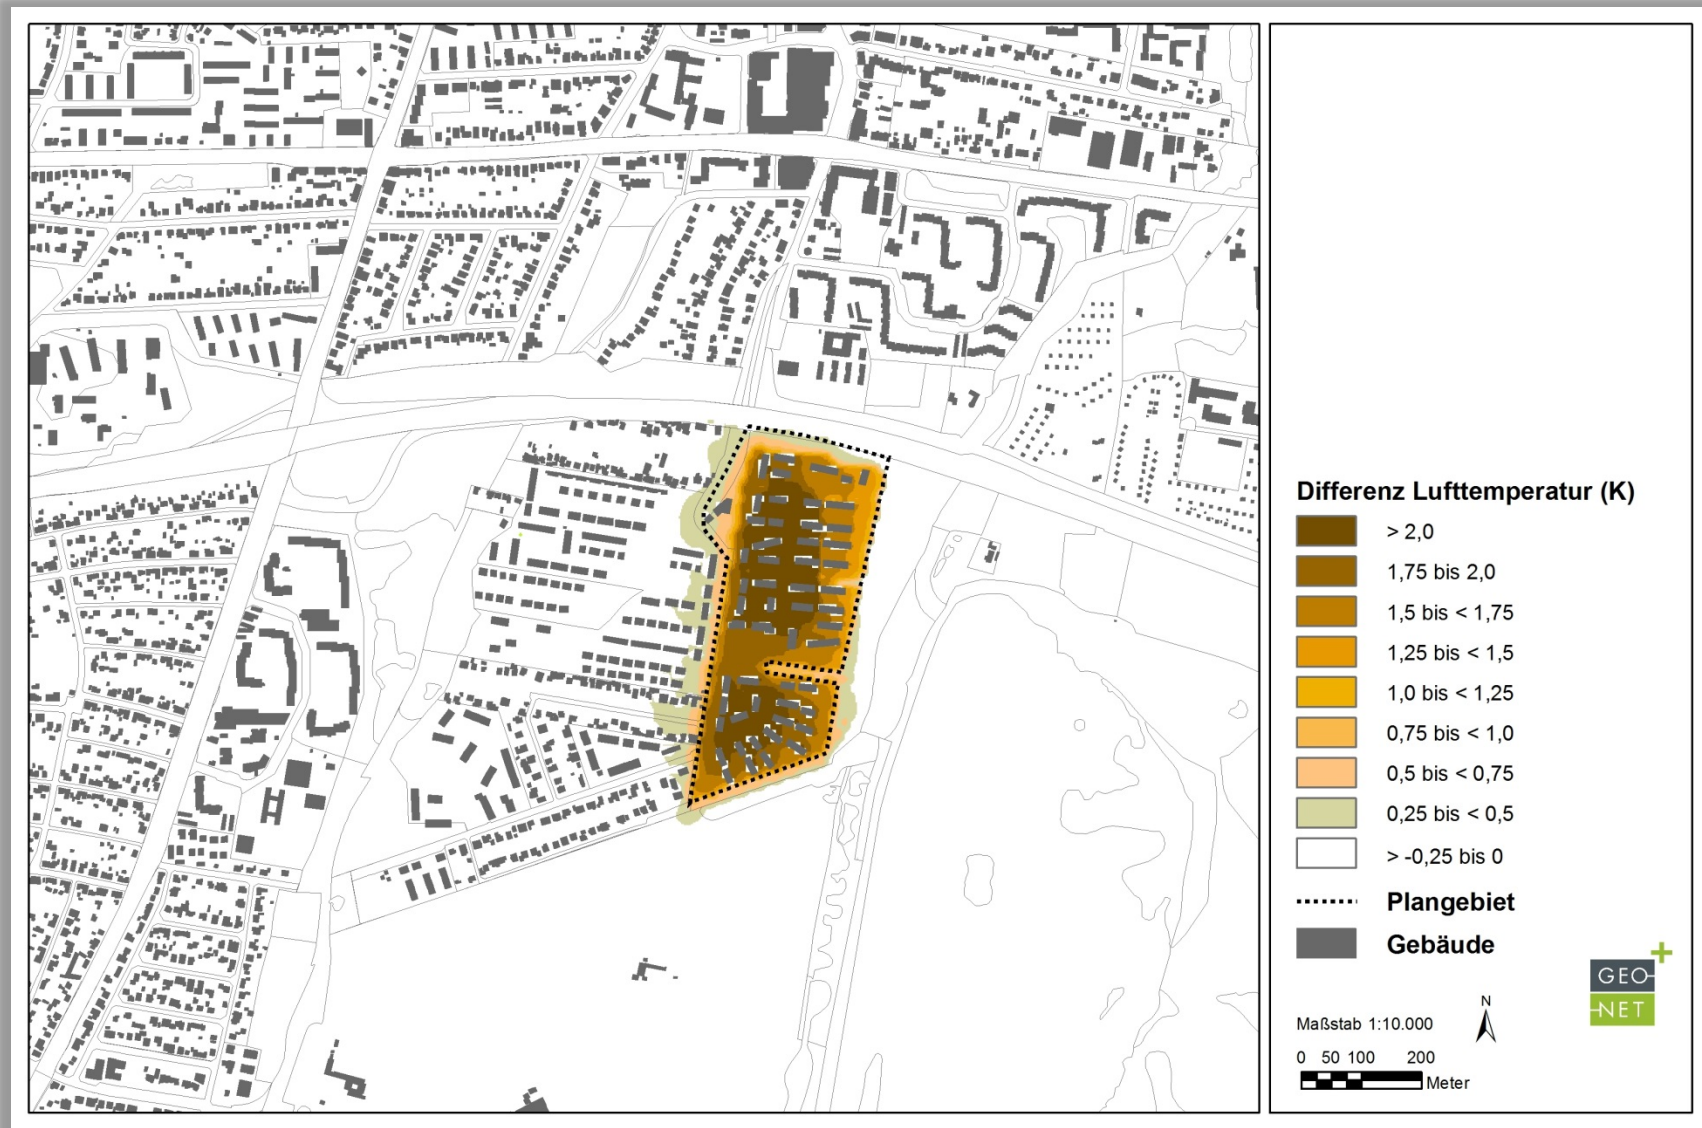 Differenz Lufttemperatur (K)
> 2,0
1,75 bis 2,0
1,5 bis < 1,75
1,25 bis < 1,5
1,0 bis < 1,25
0,75 bis < 1,0
0,5 bis < 0,75
0,25 bis < 0,5
> -0,25 bis 0
Plangebiet
Gebäude
GEO
NET
N
Maßstab 1:10.000
0 50 100 200
Meter